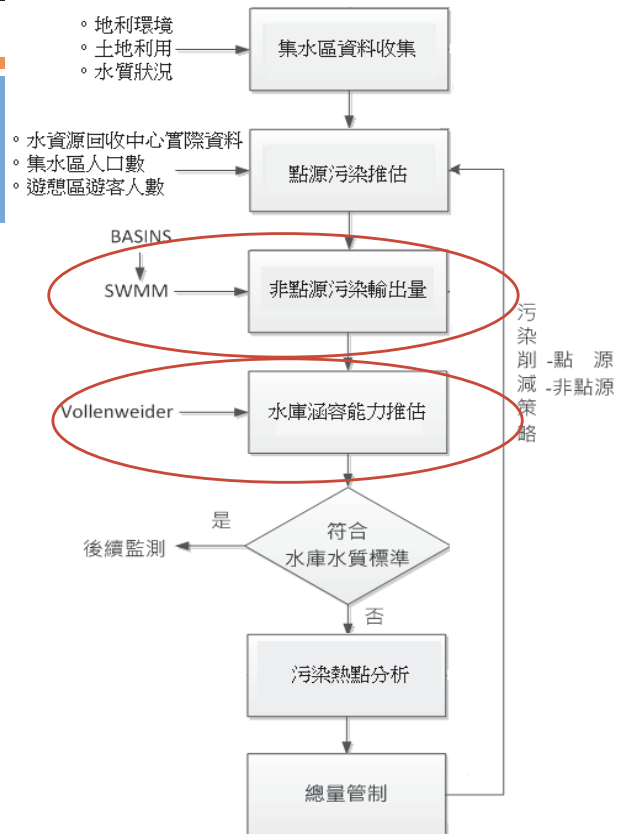 。地利環境
。土地利用
。水質狀況
集水區資料收集
。水資源回收中心實際資料
。集水區人口數
。遊憩區遊客人數
點源污染推估
BASINS
SWMM
非點源污染輸出量
污染削減策略
-點 源
-非點源
Vollenweider
水庫涵容能力推估
符合
水庫水質標準
是
後續監測
否
污染熱點分析
總量管制